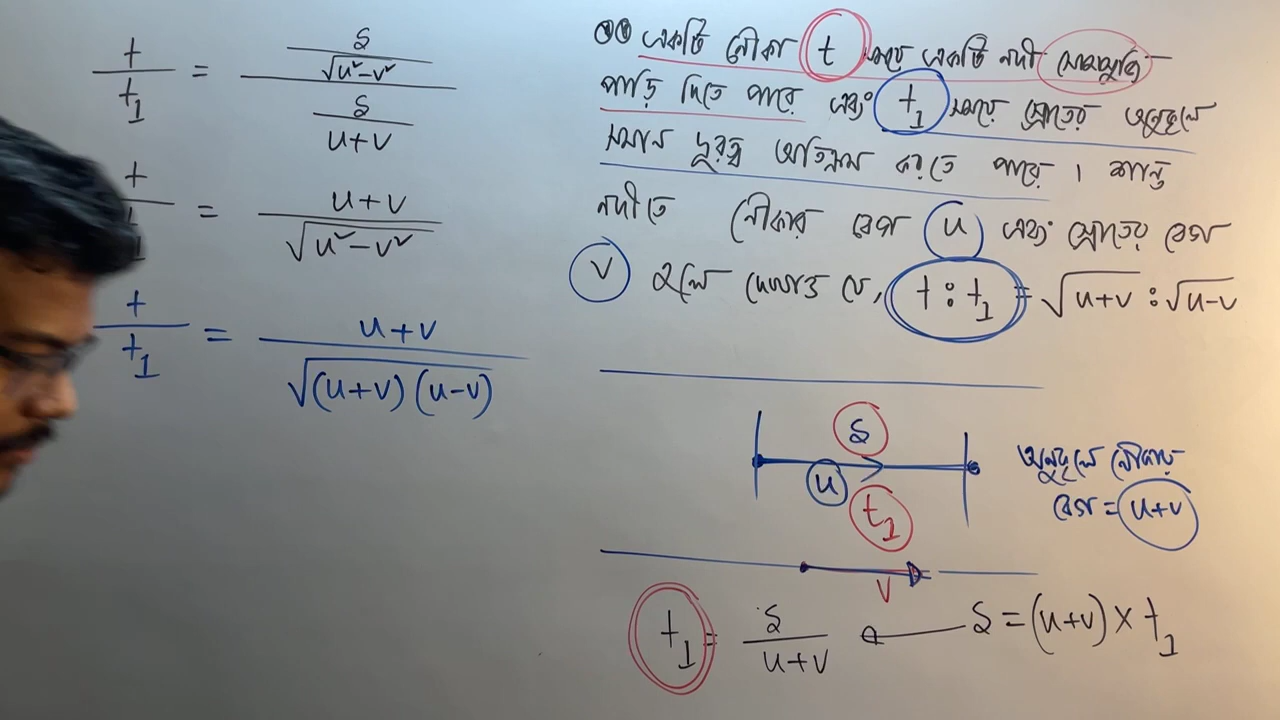 t/t₁ = (s/√(u²-v²))/(s/(u+v))
t/t₁ = (u+v)/√(u²-v²)
t/t₁ = (u+v)/√((u+v)(u-v))
একটি নৌকা t সময়ে একটি নদী সোজাসুজি
পাড়ি দিতে পারে এবং t₁ সময়ে স্রোতের অনুকূলে
সমান দূরত্ব অতিক্রম করতে পারে । শান্ত
নদীতে নৌকার বেগ u এবং স্রোতের বেগ
v হলে দেখাও যে, t : t₁ = √(u+v) : √(u-v)
s
u
t₁
অনুকূলে নৌকার
বেগ = u+v
v
t₁ = s/(u+v) ← s = (u+v) × t₁